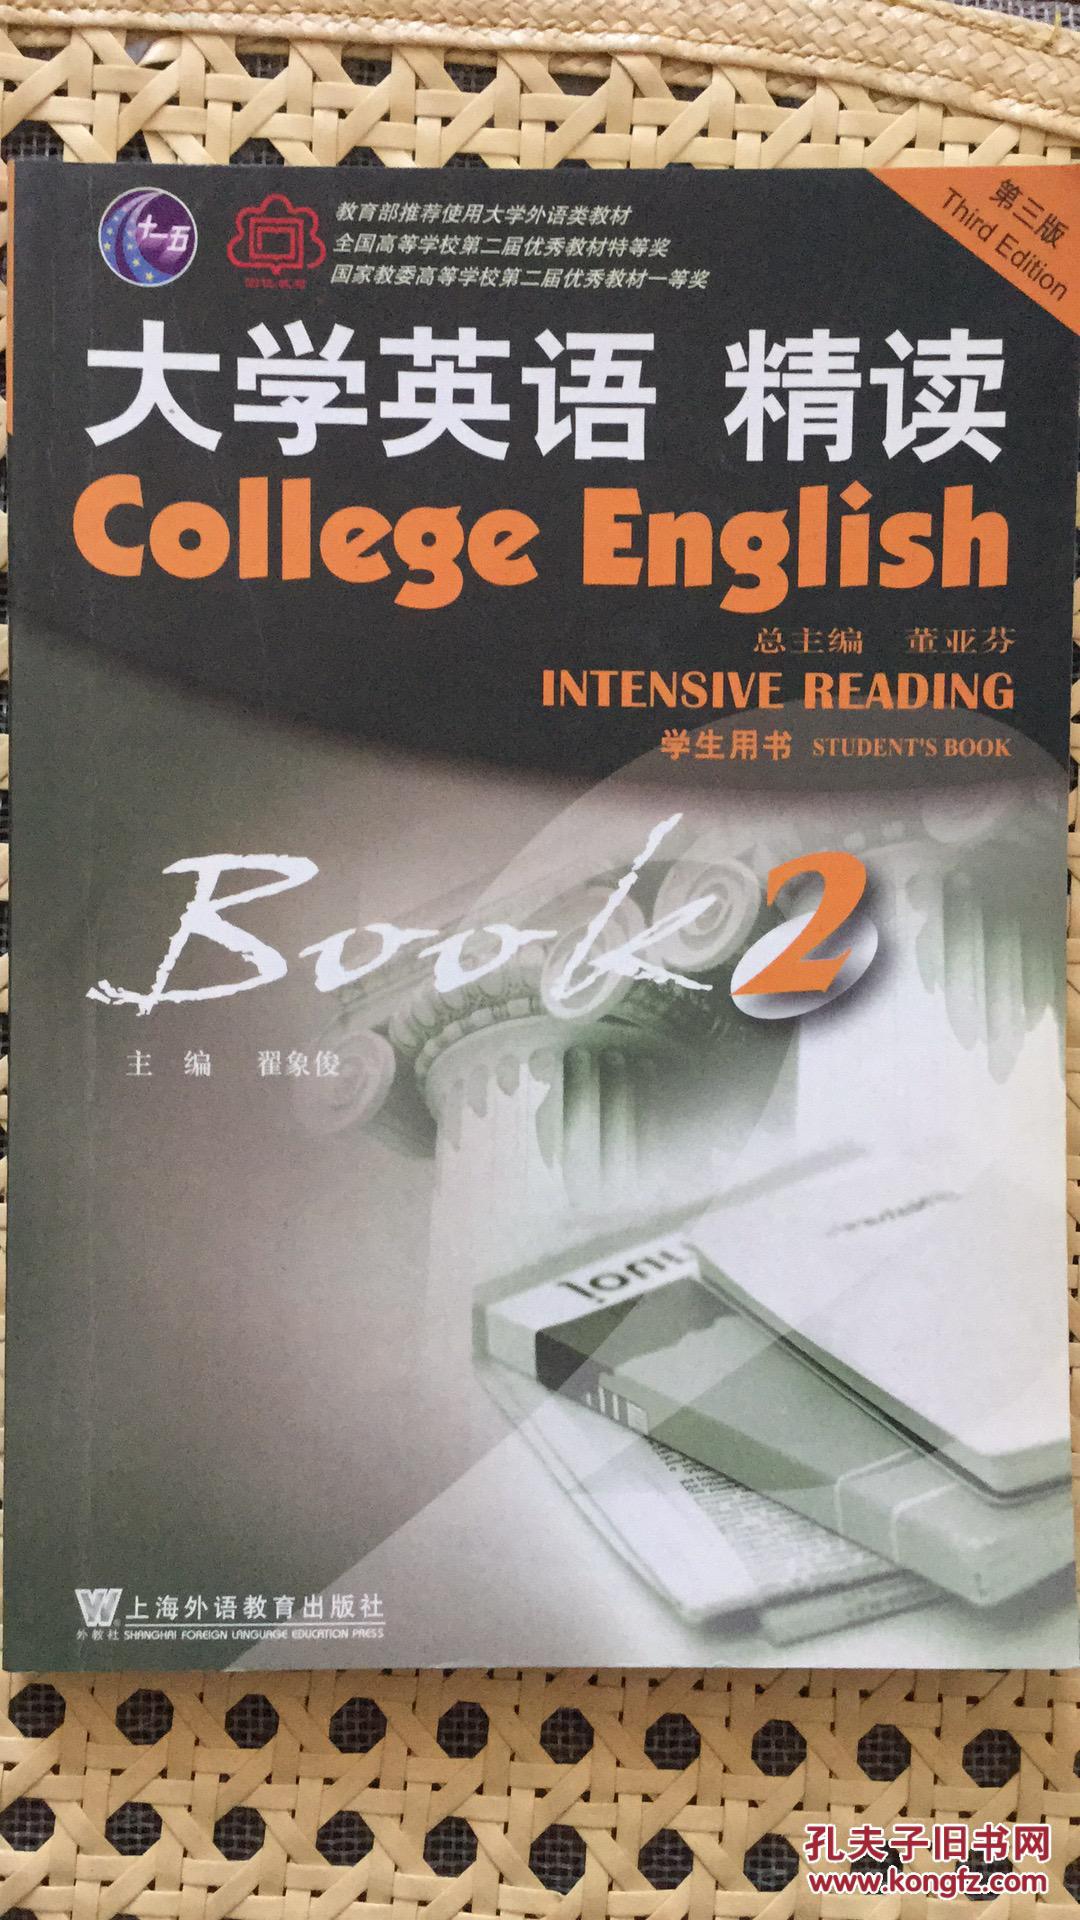 十一五
教育部推荐使用大学外语类教材
全国高等学校第二届优秀教材特等奖
国家教委高等学校第二届优秀教材一等奖
第三版
Third Edition
大学英语 精读
College English
总主编 董亚芬
INTENSIVE READING
学生用书 STUDENT'S BOOK
Book 2
主 编 翟象俊
W
外教社
上海外语教育出版社
SHANGHAI FOREIGN LANGUAGE EDUCATION PRESS
孔夫子旧书网
www.kongfz.com